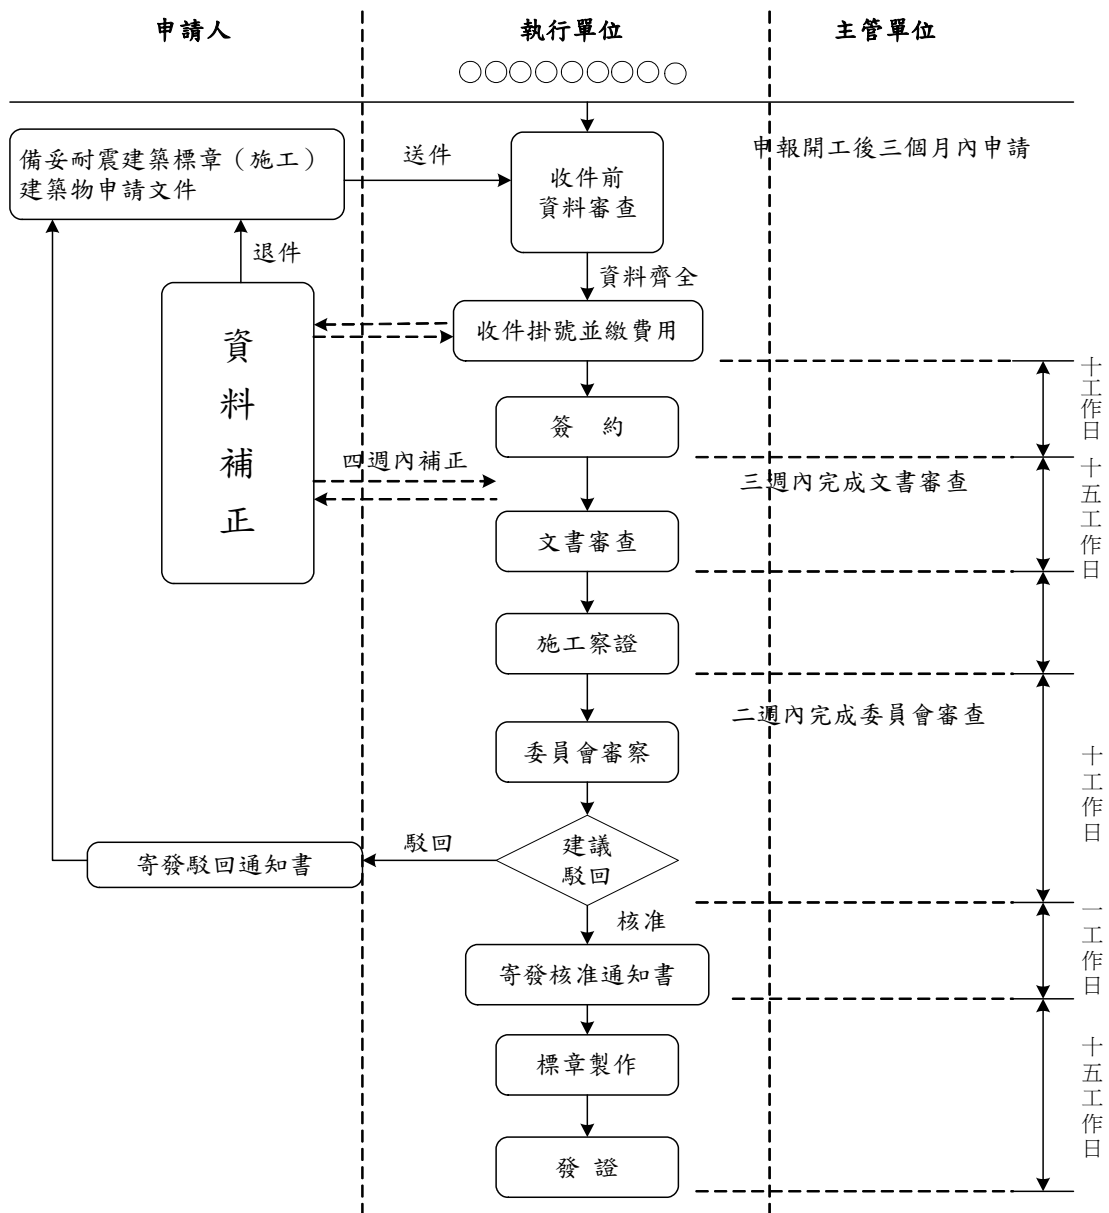 申請人
執行單位
主管單位
○○○○○○○○○
備妥耐震建築標章（施工）
建築物申請文件
送件
收件前
資料審查
申報開工後三個月內申請
退件
資料齊全
資料補正
收件掛號並繳費用
十工作日
簽 約
四週內補正
三週內完成文書審查
十五工作日
文書審查
施工察證
二週內完成委員會審查
委員會審察
十工作日
建議
駁回
駁回
寄發駁回通知書
核准
一工作日
寄發核准通知書
標章製作
十五工作日
發 證